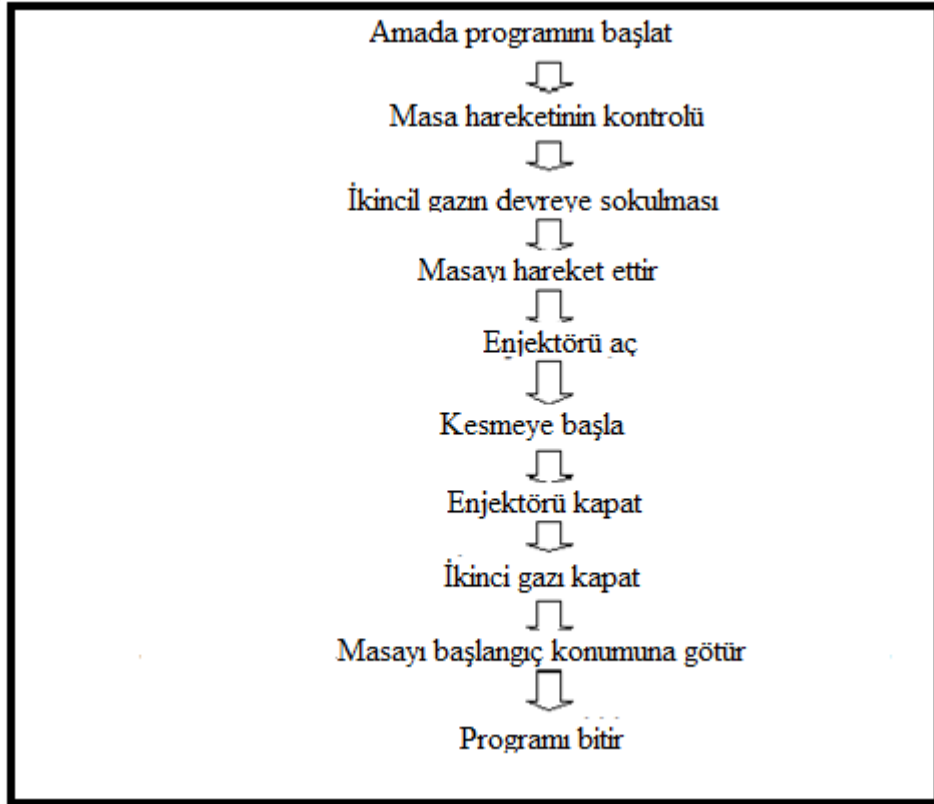 Amada programını başlat
Masa hareketinin kontrolü
İkincil gazın devreye sokulması
Masayı hareket ettir
Enjektörü aç
Kesmeye başla
Enjektörü kapat
İkinci gazı kapat
Masayı başlangıç konumuna götür
Programı bitir